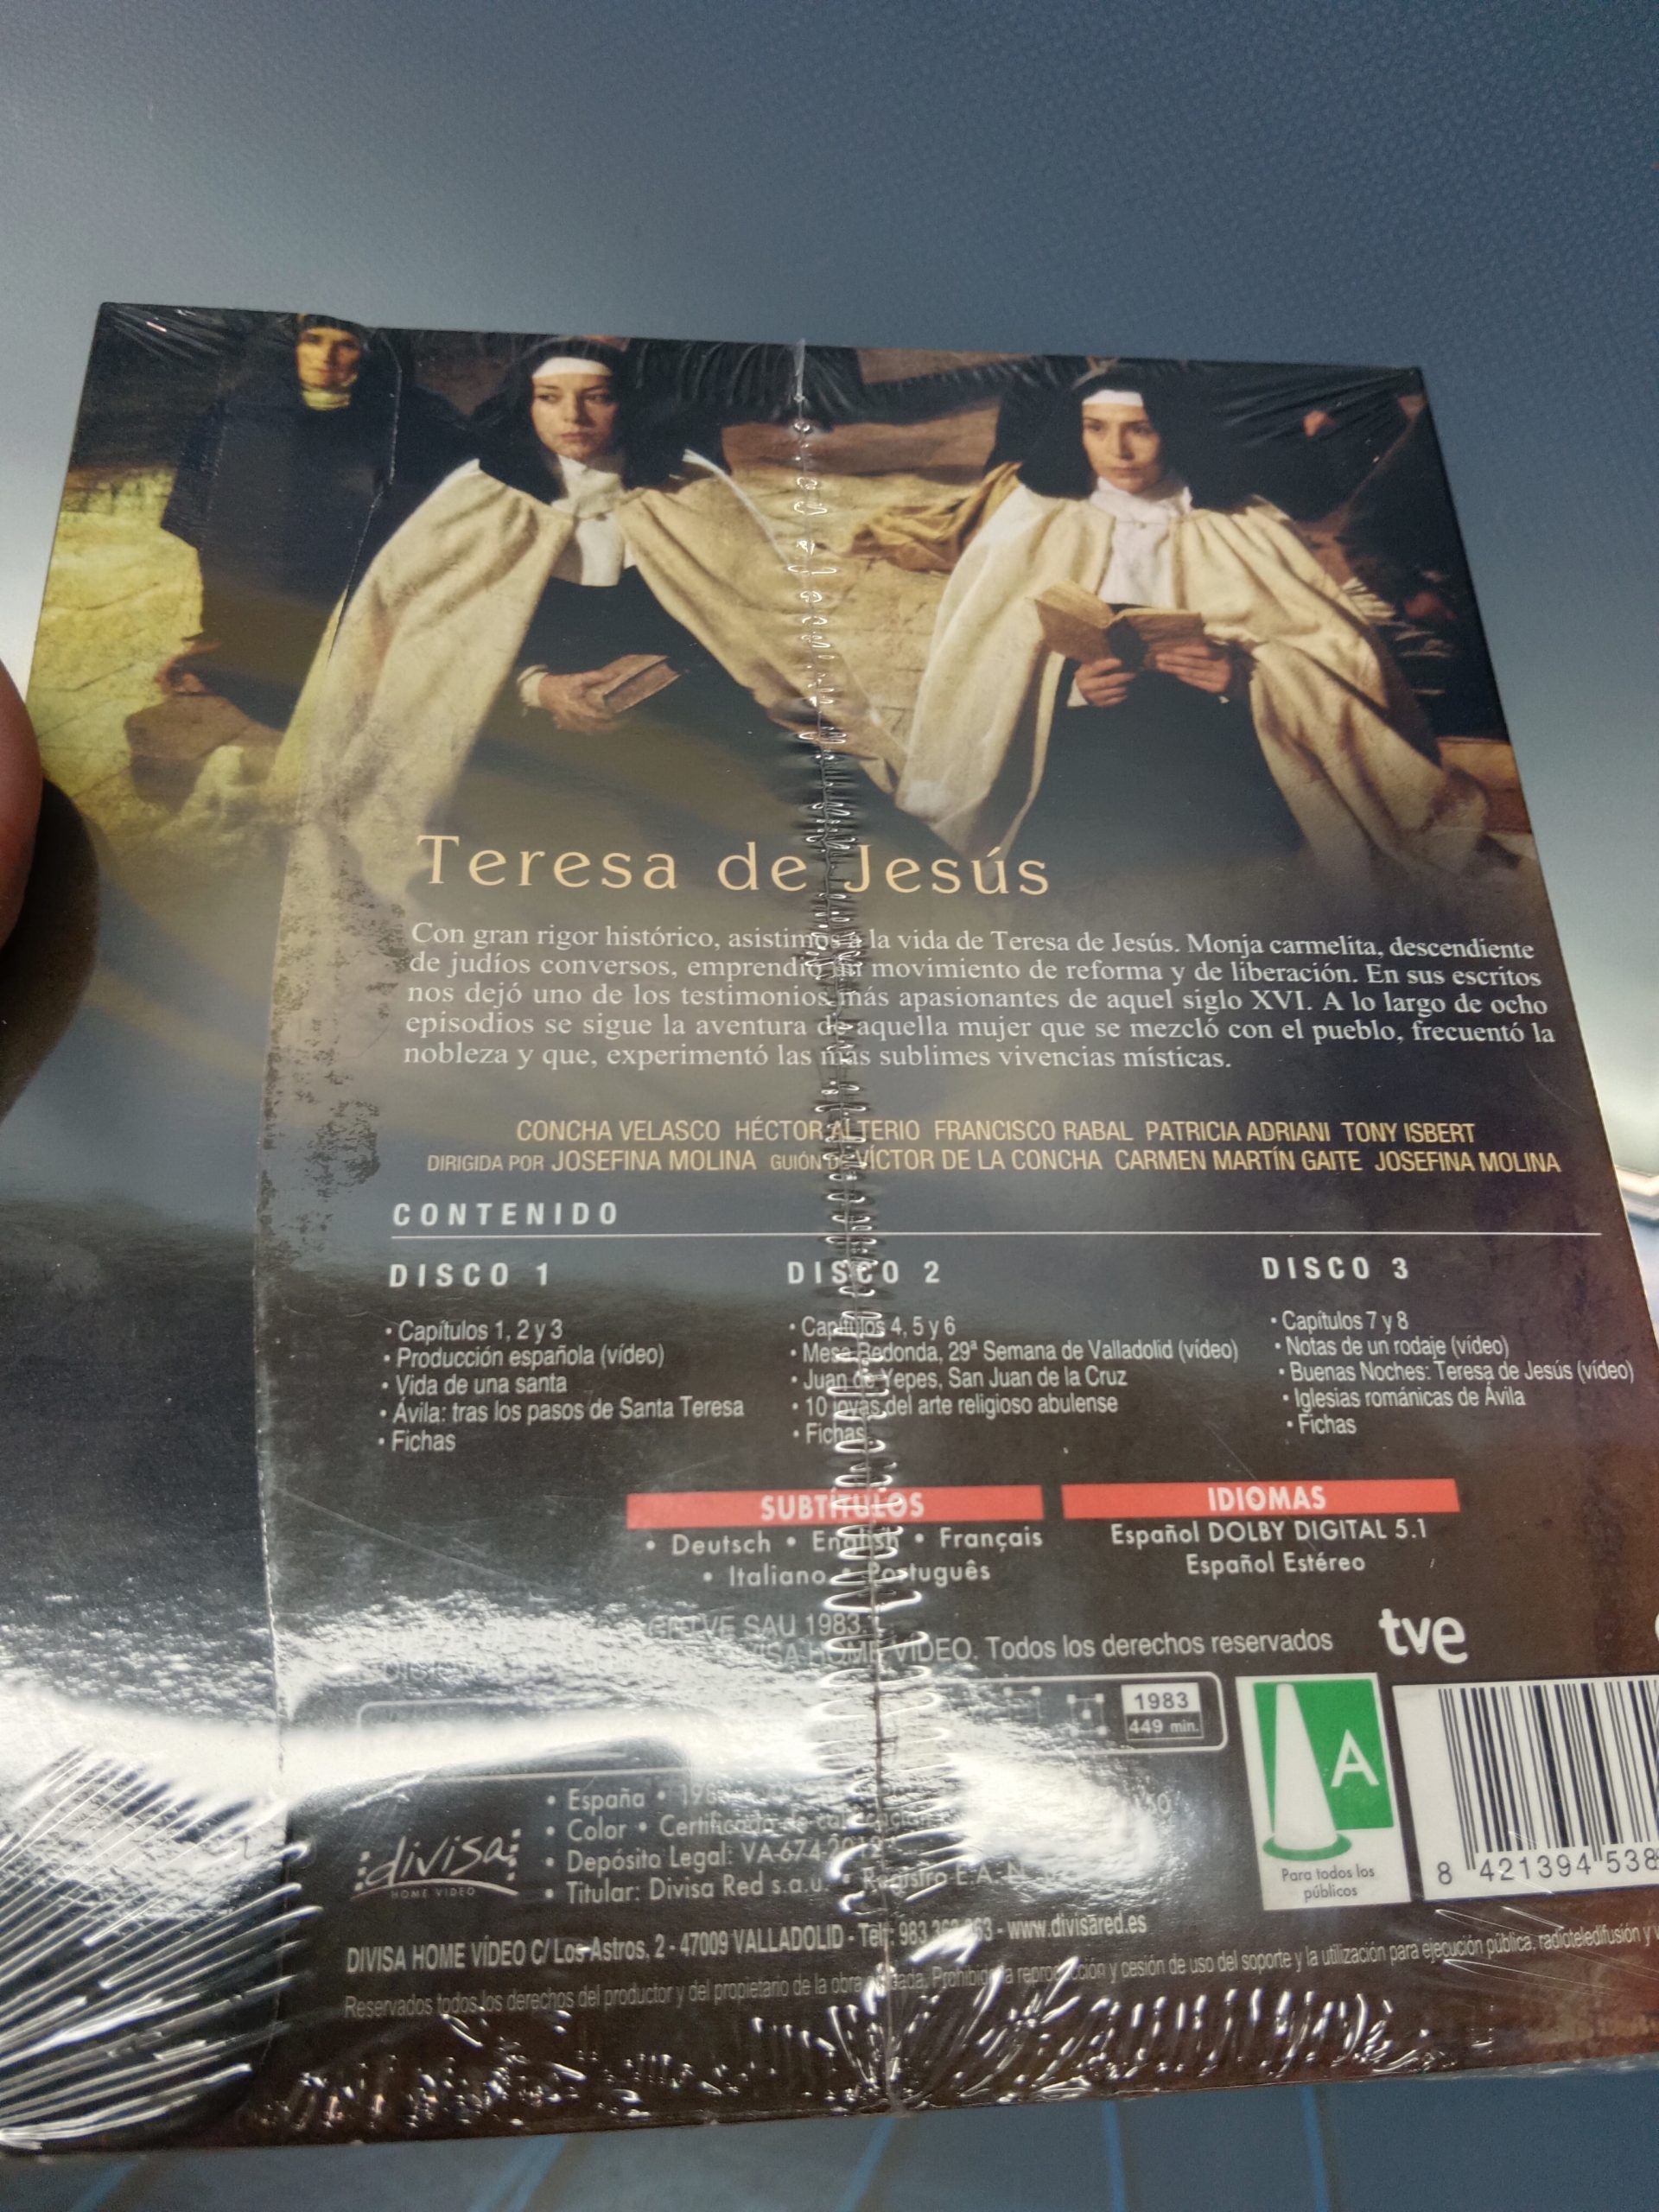 Teresa de Jesús
Con gran rigor histórico, asistimos a la vida de Teresa de Jesús. Monja carmelita, descendiente
de judíos conversos, emprendió un movimiento de reforma y de liberación. En sus escritos
nos dejó uno de los testimonios más apasionantes de aquel siglo XVI. A lo largo de ocho
episodios se sigue la aventura de aquella mujer que se mezcló con el pueblo, frecuentó la
nobleza y que, experimentó las más sublimes vivencias místicas.
CONCHA VELASCO HÉCTOR ALTERIO FRANCISCO RABAL PATRICIA ADRIANI TONY ISBERT
DIRIGIDA POR JOSEFINA MOLINA GUIÓN DE VÍCTOR DE LA CONCHA CARMEN MARTÍN GAITE JOSEFINA MOLINA
CONTENIDO
DISCO 1
• Capítulos 1, 2 y 3
• Producción española (vídeo)
• Vida de una santa
• Ávila: tras los pasos de Santa Teresa
• Fichas
DISCO 2
• Capítulos 4, 5 y 6
• Mesa Redonda, 29ª Semana de Valladolid (vídeo)
• Juan de Yepes, San Juan de la Cruz
• 10 joyas del arte religioso abulense
• Fichas
DISCO 3
• Capítulos 7 y 8
• Notas de un rodaje (vídeo)
• Buenas Noches: Teresa de Jesús (vídeo)
• Iglesias románicas de Ávila
• Fichas
SUBTÍTULOS
• Deutsch • English • Français
• Italiano • Português
IDIOMAS
Español DOLBY DIGITAL 5.1
Español Estéreo
SAU 1983.
HOME VIDEO. Todos los derechos reservados
tve
1983
449 min.
divisa
HOME VIDEO
• España •
• Color • Certificado de
• Depósito Legal: VA-674-
• Titular: Divisa Red s.a.u. • Registro E.A.
A
Para todos los
públicos
8 421394 538
DIVISA HOME VÍDEO C/ Los Astros, 2 - 47009 VALLADOLID - Telf: 983 - www.divisared.es
Reservados todos los derechos del productor y del propietario de la obra Prohibida la reproducción y cesión de uso del soporte y la utilización para ejecución pública, radioteledifusión y